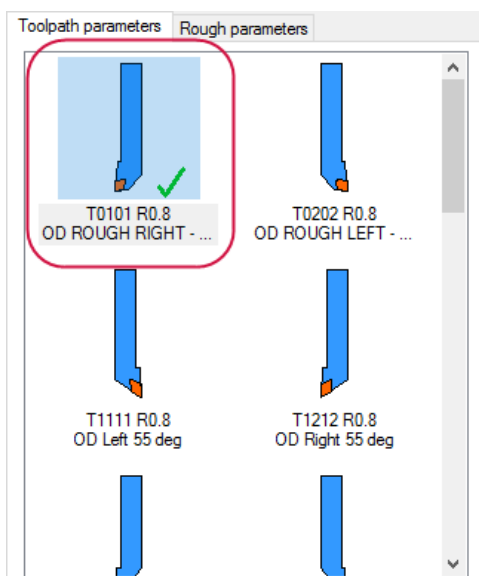 Toolpath parameters
Rough parameters
T0101 R0.8
OD ROUGH RIGHT - ...
T0202 R0.8
OD ROUGH LEFT - ...
T1111 R0.8
OD Left 55 deg
T1212 R0.8
OD Right 55 deg